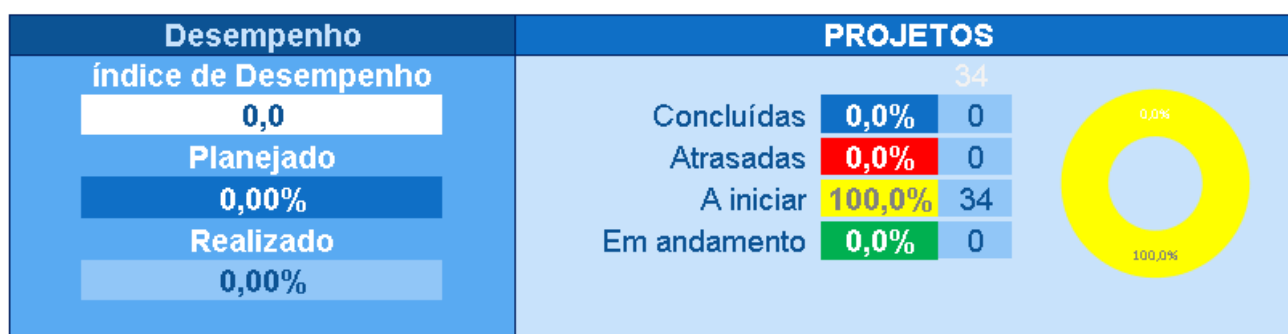 Desempenho
índice de Desempenho
0,0
Planejado
0,00%
Realizado
0,00%
PROJETOS
34
Concluídas 0,0% 0
Atrasadas 0,0% 0
A iniciar 100,0% 34
Em andamento 0,0% 0
0,0%
100,0%